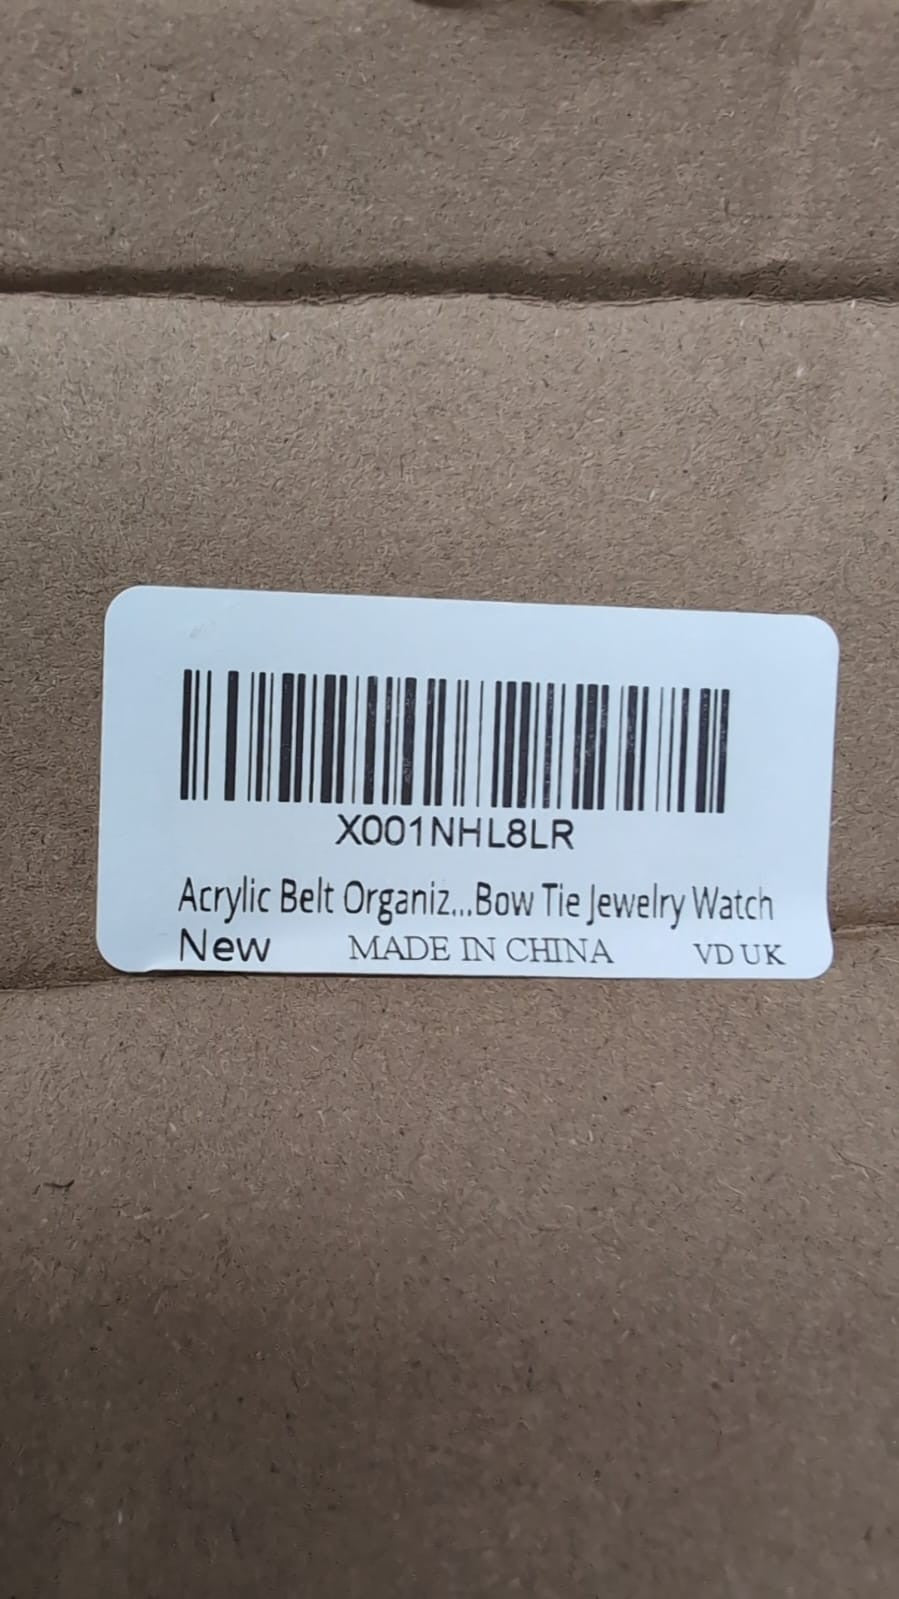 X001NHL8LR
Acrylic Belt Organiz...Bow Tie Jewelry Watch
New MADE IN CHINA VD UK